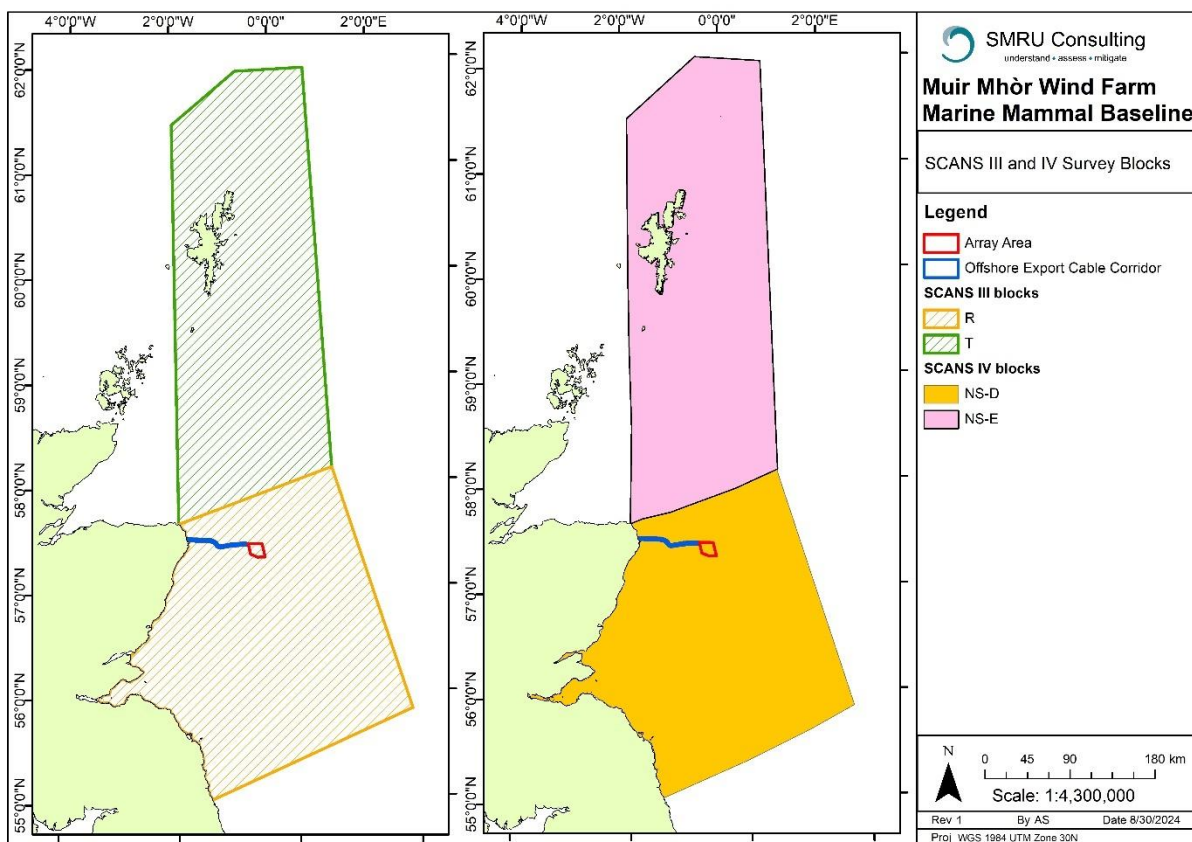 4°0'0"W 2°0'0"W 0°0'0" 2°0'0"E
4°0'0"W 2°0'0"W 0°0'0" 2°0'0"E
62°0'0"N
61°0'0"N
60°0'0"N
59°0'0"N
58°0'0"N
57°0'0"N
56°0'0"N
55°0'0"N
62°0'0"N
61°0'0"N
60°0'0"N
59°0'0"N
58°0'0"N
57°0'0"N
56°0'0"N
55°0'0"N
SMRU Consulting
understand • assess • mitigate
Muir Mhòr Wind Farm
Marine Mammal Baseline
SCANS III and IV Survey Blocks
Legend
Array Area
Offshore Export Cable Corridor
SCANS III blocks
R
T
SCANS IV blocks
NS-D
NS-E
N
0 45 90 180 km
Scale: 1:4,300,000
Rev 1 By AS Date 8/30/2024
Proj WGS 1984 UTM Zone 30N